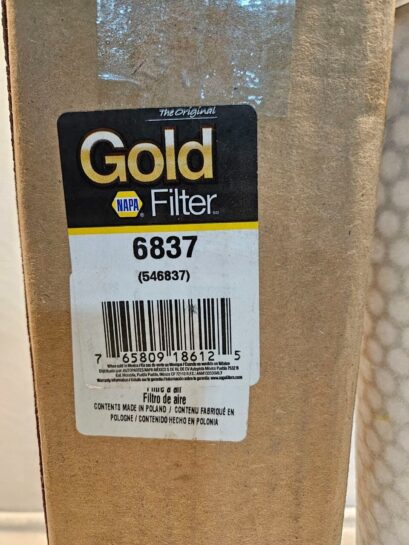 The Original
Gold
NAPA Filter
6837
(546837)
7 65809 18612 5
Filtro de aire
CONTENTS MADE IN POLAND / CONTENU FABRIQUÉ EN
POLOGNE / CONTENIDO HECHO EN POLONIA